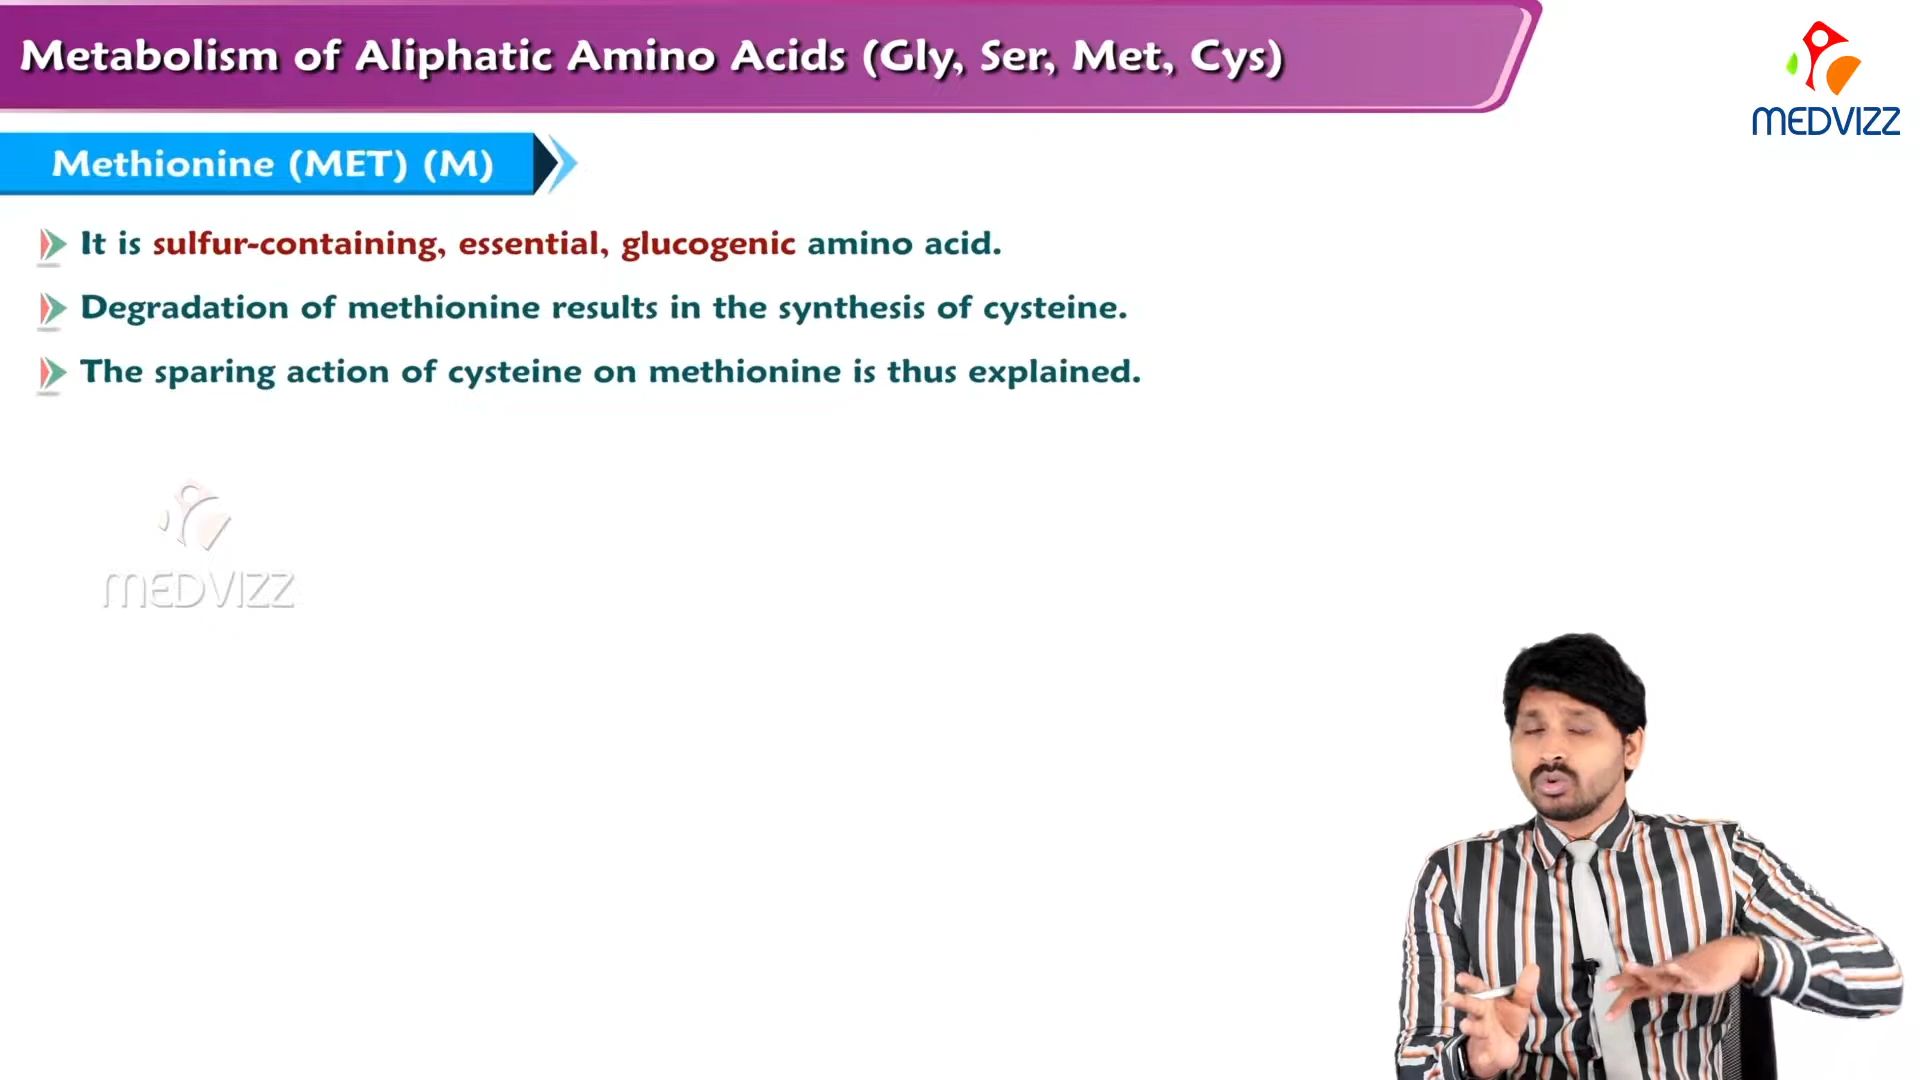 Metabolism of Aliphatic Amino Acids (Gly, Ser, Met, Cys)
MEDVIZZ
Methionine (MET) (M)
It is sulfur-containing, essential, glucogenic amino acid.
Degradation of methionine results in the synthesis of cysteine.
The sparing action of cysteine on methionine is thus explained.
MEDVIZZ